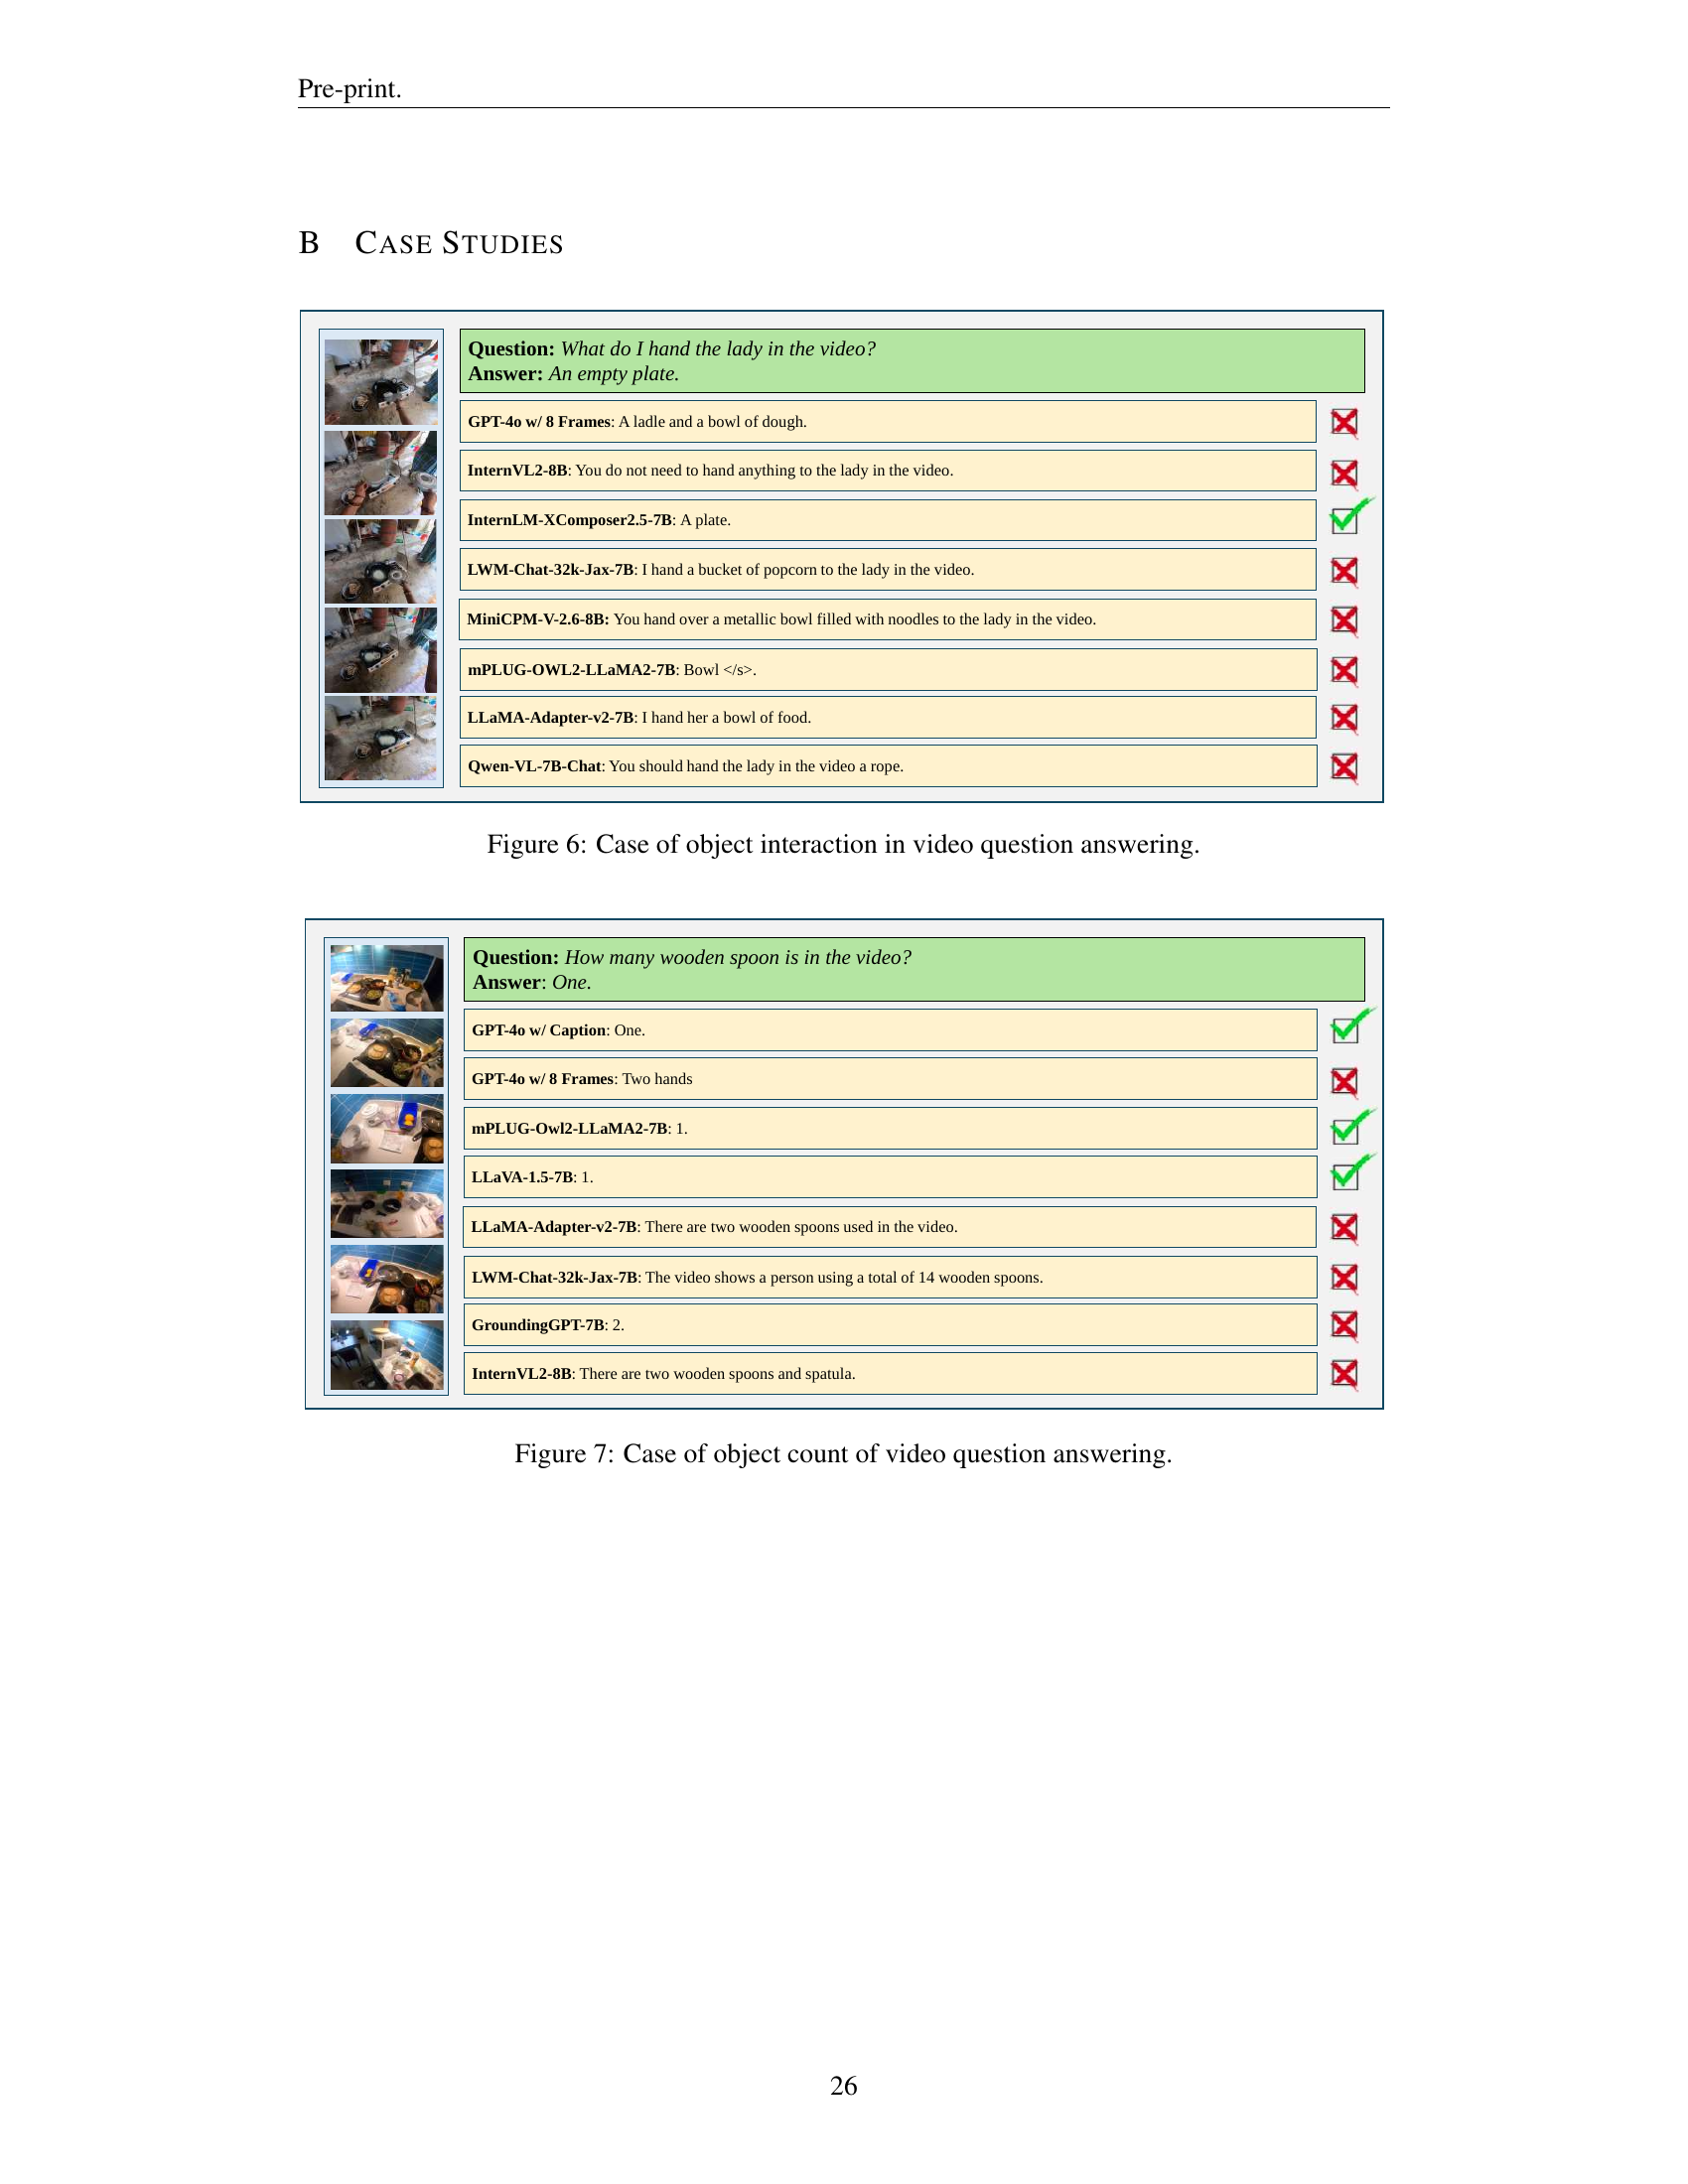 Pre-print.
B CASE STUDIES
Question: What do I hand the lady in the video?
Answer: An empty plate.
GPT-4o w/ 8 Frames: A ladle and a bowl of dough.
InternVL2-8B: You do not need to hand anything to the lady in the video.
InternLM-XComposer2.5-7B: A plate.
LWM-Chat-32k-Jax-7B: I hand a bucket of popcorn to the lady in the video.
MiniCPM-V-2.6-8B: You hand over a metallic bowl filled with noodles to the lady in the video.
mPLUG-OWL2-LLaMA2-7B: Bowl </s>.
LLaMA-Adapter-v2-7B: I hand her a bowl of food.
Qwen-VL-7B-Chat: You should hand the lady in the video a rope.
Figure 6: Case of object interaction in video question answering.
Question: How many wooden spoon is in the video?
Answer: One.
GPT-4o w/ Caption: One.
GPT-4o w/ 8 Frames: Two hands
mPLUG-Owl2-LLaMA2-7B: 1.
LLaVA-1.5-7B: 1.
LLaMA-Adapter-v2-7B: There are two wooden spoons used in the video.
LWM-Chat-32k-Jax-7B: The video shows a person using a total of 14 wooden spoons.
GroundingGPT-7B: 2.
InternVL2-8B: There are two wooden spoons and spatula.
Figure 7: Case of object count of video question answering.
26